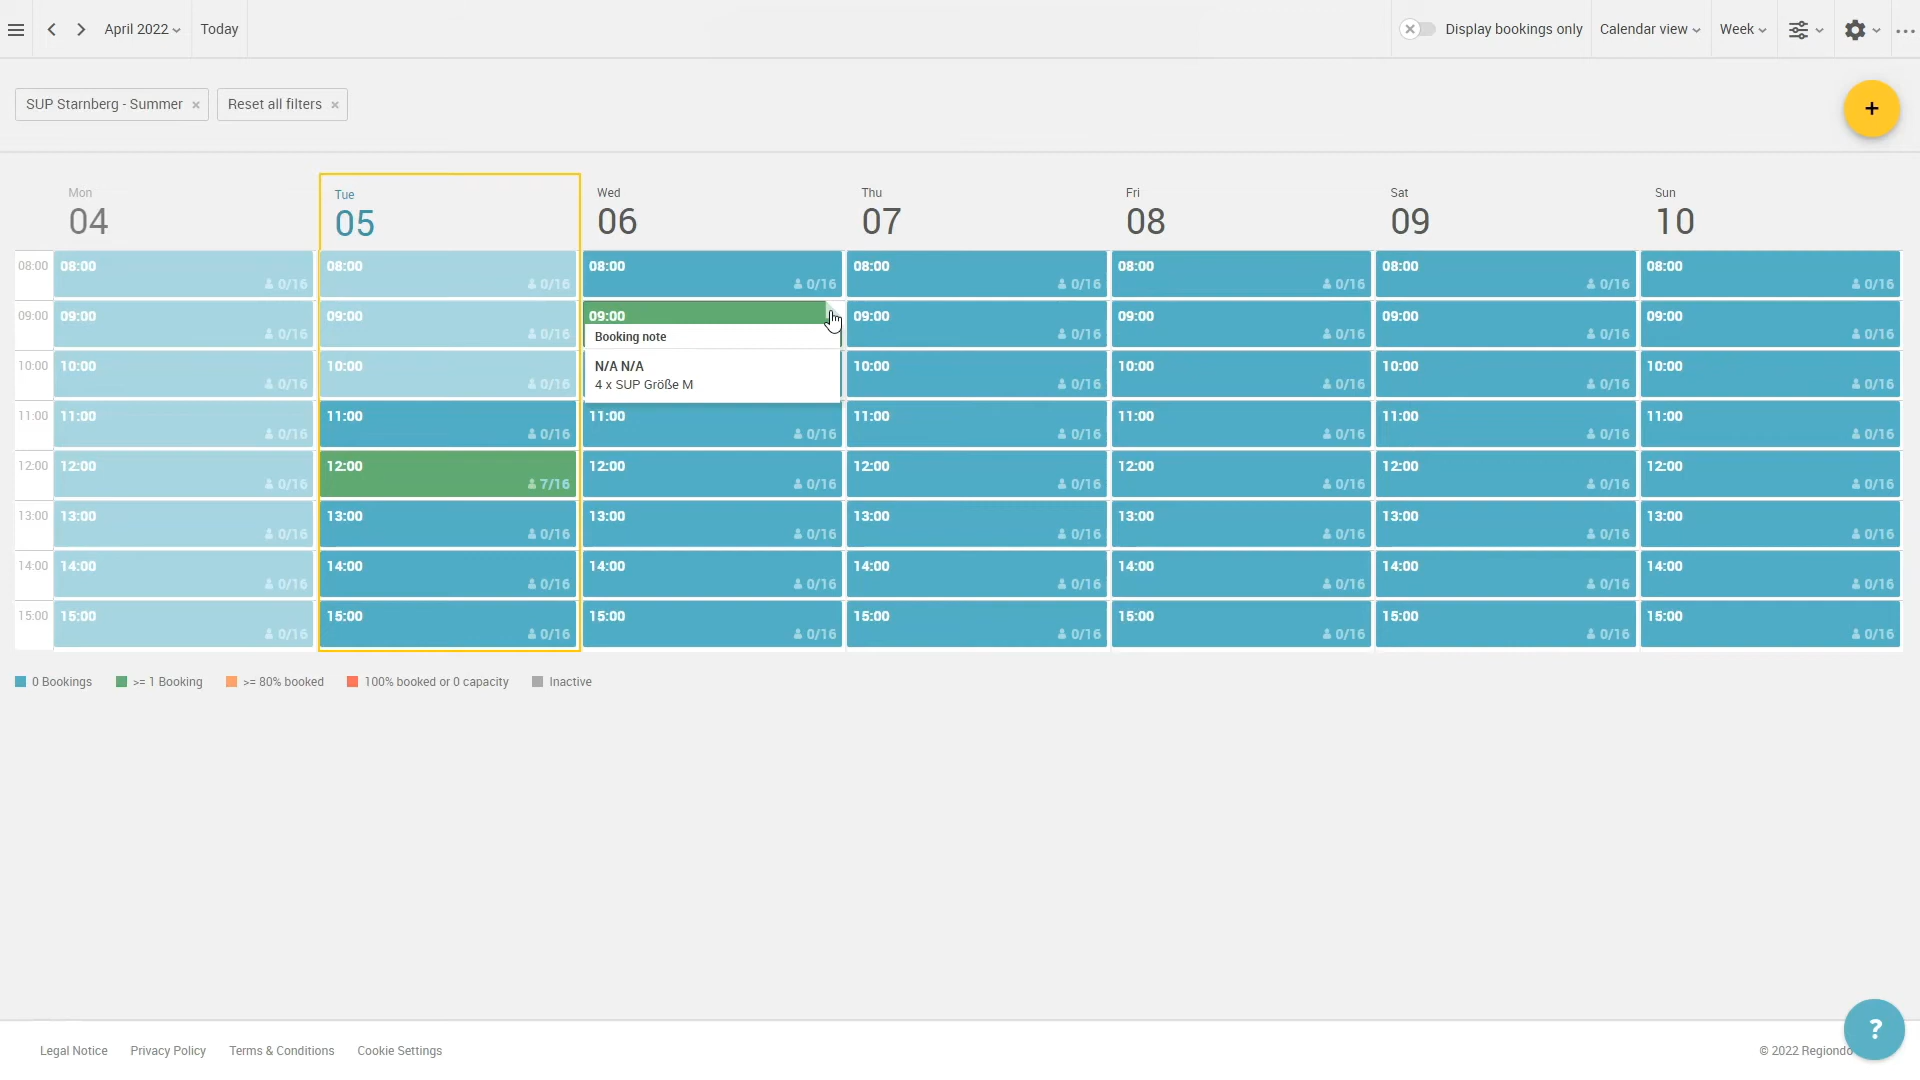 April 2022
Today
Display bookings only
Calendar view
Week
SUP Starnberg - Summer ×
Reset all filters ×
+
Mon
04
Tue
05
Wed
06
Thu
07
Fri
08
Sat
09
Sun
10
08:00 08:00 08:00 08:00 08:00 08:00 08:00 08:00
0/16 0/16 0/16 0/16 0/16 0/16 0/16
09:00 09:00 09:00 09:00 09:00 09:00 09:00 09:00
0/16 0/16 0/16 0/16 0/16 0/16
Booking note
N/A N/A
4 x SUP Größe M
10:00 10:00 10:00 10:00 10:00 10:00 10:00
0/16 0/16 0/16 0/16 0/16 0/16
11:00 11:00 11:00 11:00 11:00 11:00 11:00 11:00
0/16 0/16 0/16 0/16 0/16 0/16 0/16
12:00 12:00 12:00 12:00 12:00 12:00 12:00 12:00
0/16 7/16 0/16 0/16 0/16 0/16 0/16
13:00 13:00 13:00 13:00 13:00 13:00 13:00 13:00
0/16 0/16 0/16 0/16 0/16 0/16 0/16
14:00 14:00 14:00 14:00 14:00 14:00 14:00 14:00
0/16 0/16 0/16 0/16 0/16 0/16 0/16
15:00 15:00 15:00 15:00 15:00 15:00 15:00 15:00
0/16 0/16 0/16 0/16 0/16 0/16 0/16
0 Bookings >= 1 Booking >= 80% booked 100% booked or 0 capacity Inactive
Legal Notice Privacy Policy Terms & Conditions Cookie Settings
© 2022 Regiondo
?